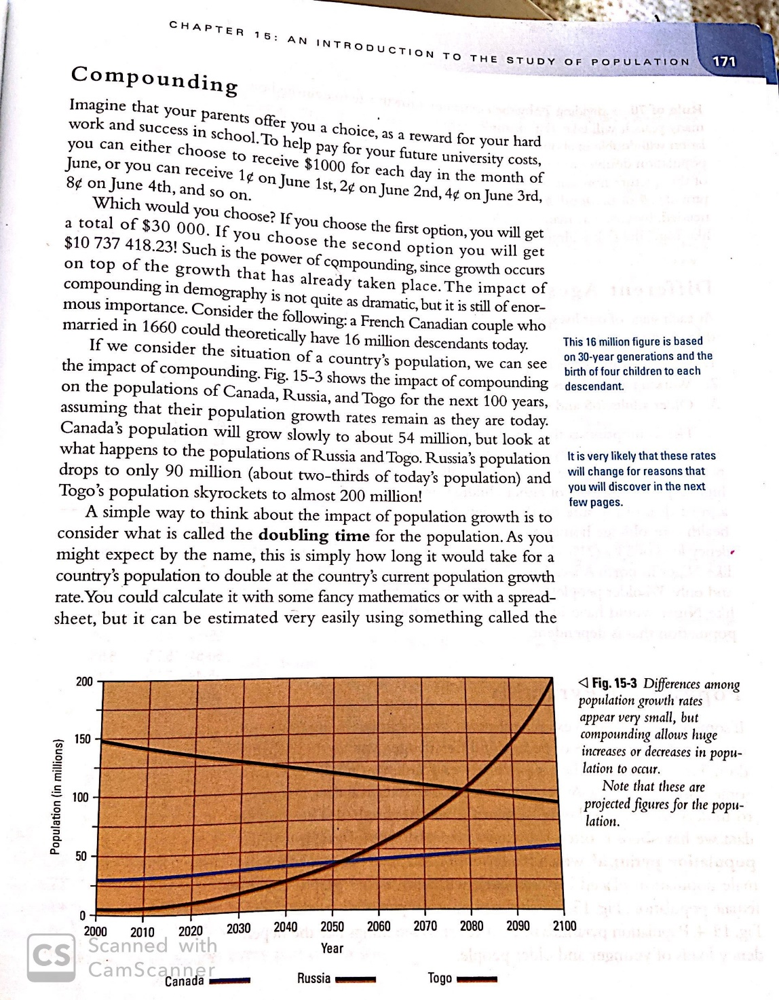 CHAPTER 15: AN INTRODUCTION TO THE STUDY OF POPULATION 171
Compounding
Imagine that your parents offer you a choice, as a reward for your hard
work and success in school. To help pay for your future university costs,
you can either choose to receive $1000 for each day in the month of
June, or you can receive 1¢ on June 1st, 2¢ on June 2nd, 4¢ on June 3rd,
8¢ on June 4th, and so on.
Which would you choose? If you choose the first option, you will get
a total of $30 000. If you choose the second option you will get
$10 737 418.23! Such is the power of compounding, since growth occurs
on top of the growth that has already taken place. The impact of
compounding in demography is not quite as dramatic, but it is still of enor-
mous importance. Consider the following: a French Canadian couple who
married in 1660 could theoretically have 16 million descendants today.
If we consider the situation of a country's population, we can see
the impact of compounding. Fig. 15-3 shows the impact of compounding
on the populations of Canada, Russia, and Togo for the next 100 years,
assuming that their population growth rates remain as they are today.
Canada's population will grow slowly to about 54 million, but look at
what happens to the populations of Russia and Togo. Russia's population
drops to only 90 million (about two-thirds of today's population) and
Togo's population skyrockets to almost 200 million!
A simple way to think about the impact of population growth is to
consider what is called the doubling time for the population. As you
might expect by the name, this is simply how long it would take for a
country's population to double at the country's current population growth
rate. You could calculate it with some fancy mathematics or with a spread-
sheet, but it can be estimated very easily using something called the
This 16 million figure is based
on 30-year generations and the
birth of four children to each
descendant.
It is very likely that these rates
will change for reasons that
you will discover in the next
few pages.
200
150
100
50
0
Population (in millions)
2000 2010 2020 2030 2040 2050 2060 2070 2080 2090 2100
Year
Canada Russia Togo
◁ Fig. 15-3 Differences among
population growth rates
appear very small, but
compounding allows huge
increases or decreases in popu-
lation to occur.
Note that these are
projected figures for the popu-
lation.
CS
Scanned with
CamScanner